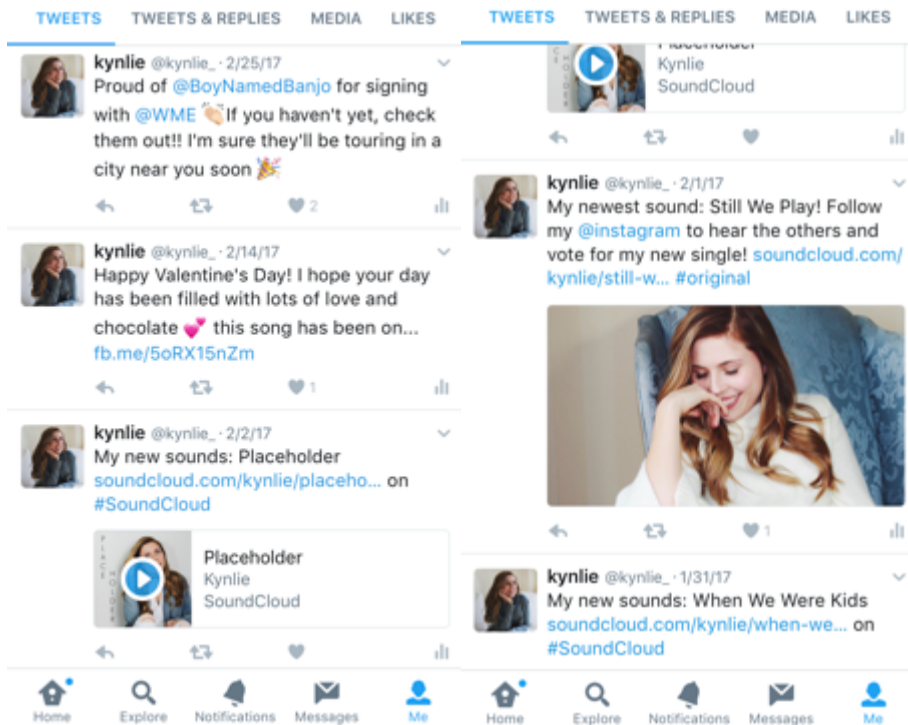 TWEETS TWEETS & REPLIES MEDIA LIKES
kynlie @kynlie_ · 2/25/17
Proud of @BoyNamedBanjo for signing
with @WME 👏🏻If you haven't yet, check
them out!! I'm sure they'll be touring in a
city near you soon 🎉
2
kynlie @kynlie_ · 2/14/17
Happy Valentine's Day! I hope your day
has been filled with lots of love and
chocolate 💕 this song has been on...
fb.me/5oRX15nZm
1
kynlie @kynlie_ · 2/2/17
My new sounds: Placeholder
soundcloud.com/kynlie/placeho... on
#SoundCloud
PLACE
HOLDER
Placeholder
Kynlie
SoundCloud
Home Explore Notifications Messages Me
TWEETS TWEETS & REPLIES MEDIA LIKES
HOLDER
Placeholder
Kynlie
SoundCloud
kynlie @kynlie_ · 2/1/17
My newest sound: Still We Play! Follow
my @instagram to hear the others and
vote for my new single! soundcloud.com/
kynlie/still-w... #original
1
kynlie @kynlie_ · 1/31/17
My new sounds: When We Were Kids
soundcloud.com/kynlie/when-we... on
#SoundCloud
Home Explore Notifications Messages Me